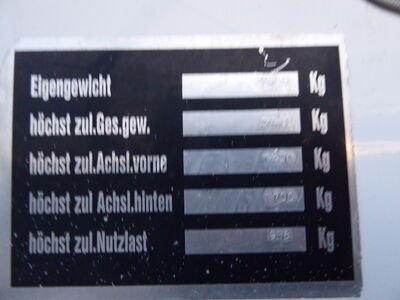 Eigengewicht Kg
höchst zul.Ges.gew. Kg
höchst zul.Achsl.vorne Kg
höchst zul Achsl.hinten Kg
höchst zul.Nutzlast Kg